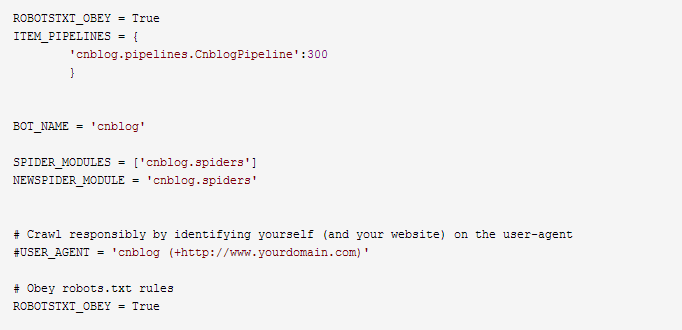 ROBOTSTXT_OBEY = True
ITEM_PIPELINES = {
        'cnblog.pipelines.CnblogPipeline':300
        }
BOT_NAME = 'cnblog'
SPIDER_MODULES = ['cnblog.spiders']
NEWSPIDER_MODULE = 'cnblog.spiders'
# Crawl responsibly by identifying yourself (and your website) on the user-agent
#USER_AGENT = 'cnblog (+http://www.yourdomain.com)'
# Obey robots.txt rules
ROBOTSTXT_OBEY = True